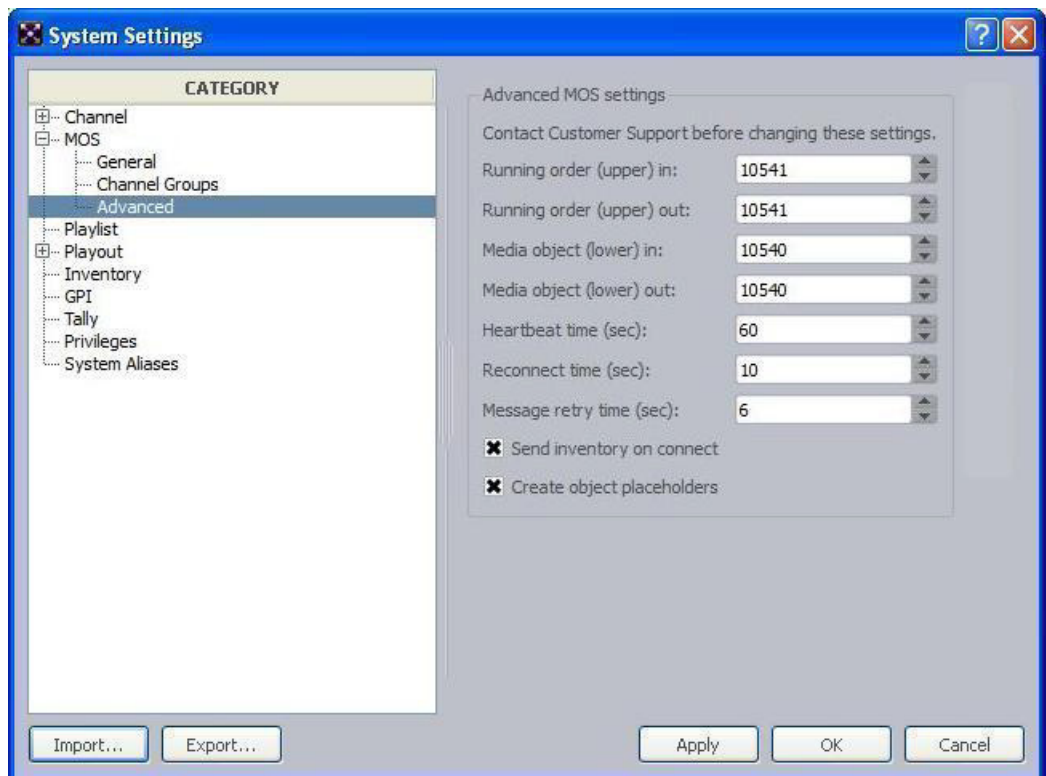 System Settings
CATEGORY
Channel
MOS
General
Channel Groups
Advanced
Playlist
Playout
Inventory
GPI
Tally
Privileges
System Aliases
Advanced MOS settings
Contact Customer Support before changing these settings.
Running order (upper) in: 10541
Running order (upper) out: 10541
Media object (lower) in: 10540
Media object (lower) out: 10540
Heartbeat time (sec): 60
Reconnect time (sec): 10
Message retry time (sec): 6
Send inventory on connect
Create object placeholders
Import... Export... Apply OK Cancel